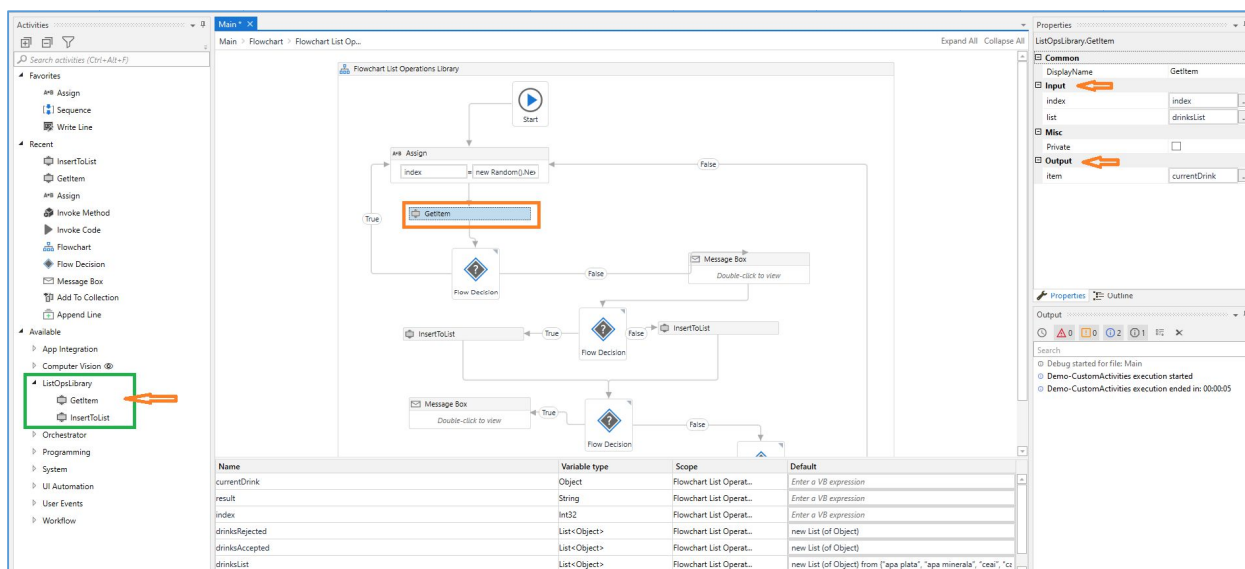 Activities
Search activities (Ctrl+Alt+F)
Favorites
A+B Assign
Sequence
Write Line
Recent
InsertToList
GetItem
A+B Assign
Invoke Method
Invoke Code
Flowchart
Flow Decision
Message Box
Add To Collection
Append Line
Available
App Integration
Computer Vision
ListOpsLibrary
GetItem
InsertToList
Orchestrator
Programming
System
UI Automation
User Events
Workflow
Main *
Main > Flowchart > Flowchart List Op...
Expand All Collapse All
Flowchart List Operations Library
Start
A+B Assign
index = new Random().Nex
False
GetItem
True
Flow Decision
False
Message Box
Double-click to view
InsertToList
True
Flow Decision
False
InsertToList
Message Box
Double-click to view
True
Flow Decision
False
Name Variable type Scope Default
currentDrink Object Flowchart List Operat... Enter a VB expression
result String Flowchart List Operat... Enter a VB expression
index Int32 Flowchart List Operat... Enter a VB expression
drinksRejected List<Object> Flowchart List Operat... new List (of Object)
drinksAccepted List<Object> Flowchart List Operat... new List (of Object)
drinksList List<Object> Flowchart List Operat... new List (of Object) from {"apa plata", "apa minerala", "ceai", "ca
Properties
ListOpsLibrary.GetItem
Common
DisplayName GetItem
Input
index index
list drinksList
Misc
Private
Output
item currentDrink
Properties Outline
Output
0 0 2 1
Search
Debug started for file: Main
Demo-CustomActivities execution started
Demo-CustomActivities execution ended in: 00:00:05